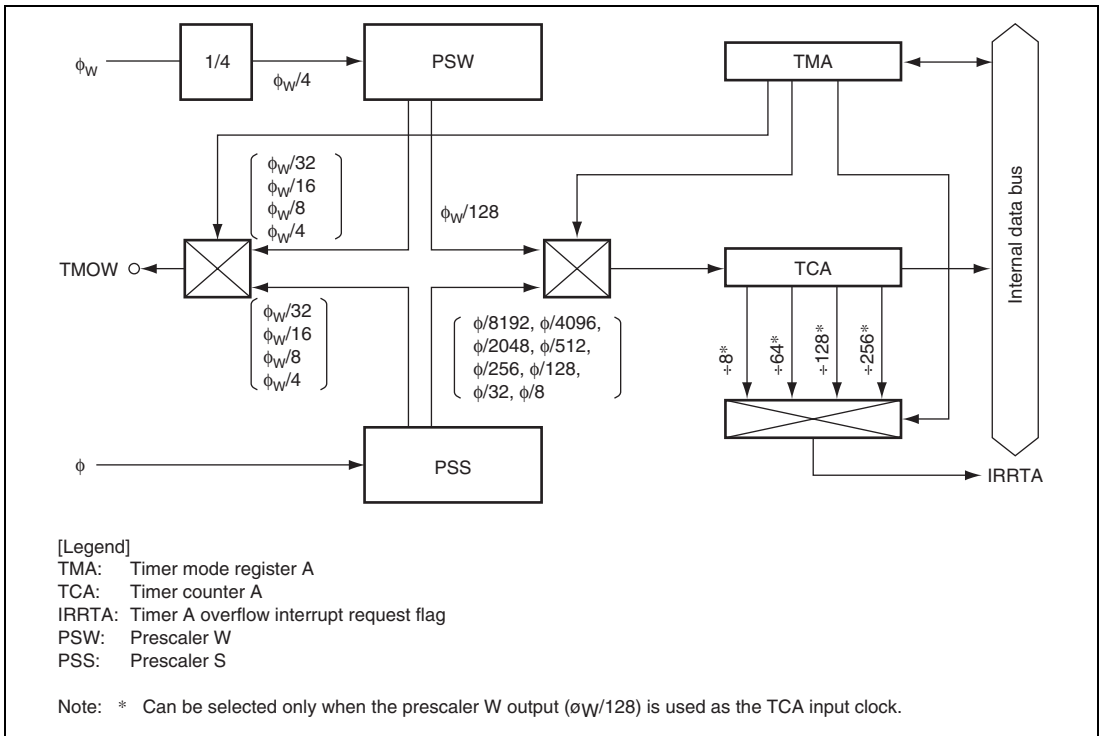 ϕW
1/4
ϕW/4
PSW
TMA
ϕW/32
ϕW/16
ϕW/8
ϕW/4
ϕW/128
Internal data bus
TMOW
TCA
ϕW/32
ϕW/16
ϕW/8
ϕW/4
ϕ/8192, ϕ/4096,
ϕ/2048, ϕ/512,
ϕ/256, ϕ/128,
ϕ/32, ϕ/8
÷8*
÷64*
÷128*
÷256*
ϕ
PSS
IRRTA
[Legend]
TMA: Timer mode register A
TCA: Timer counter A
IRRTA: Timer A overflow interrupt request flag
PSW: Prescaler W
PSS: Prescaler S
Note: * Can be selected only when the prescaler W output (øW/128) is used as the TCA input clock.